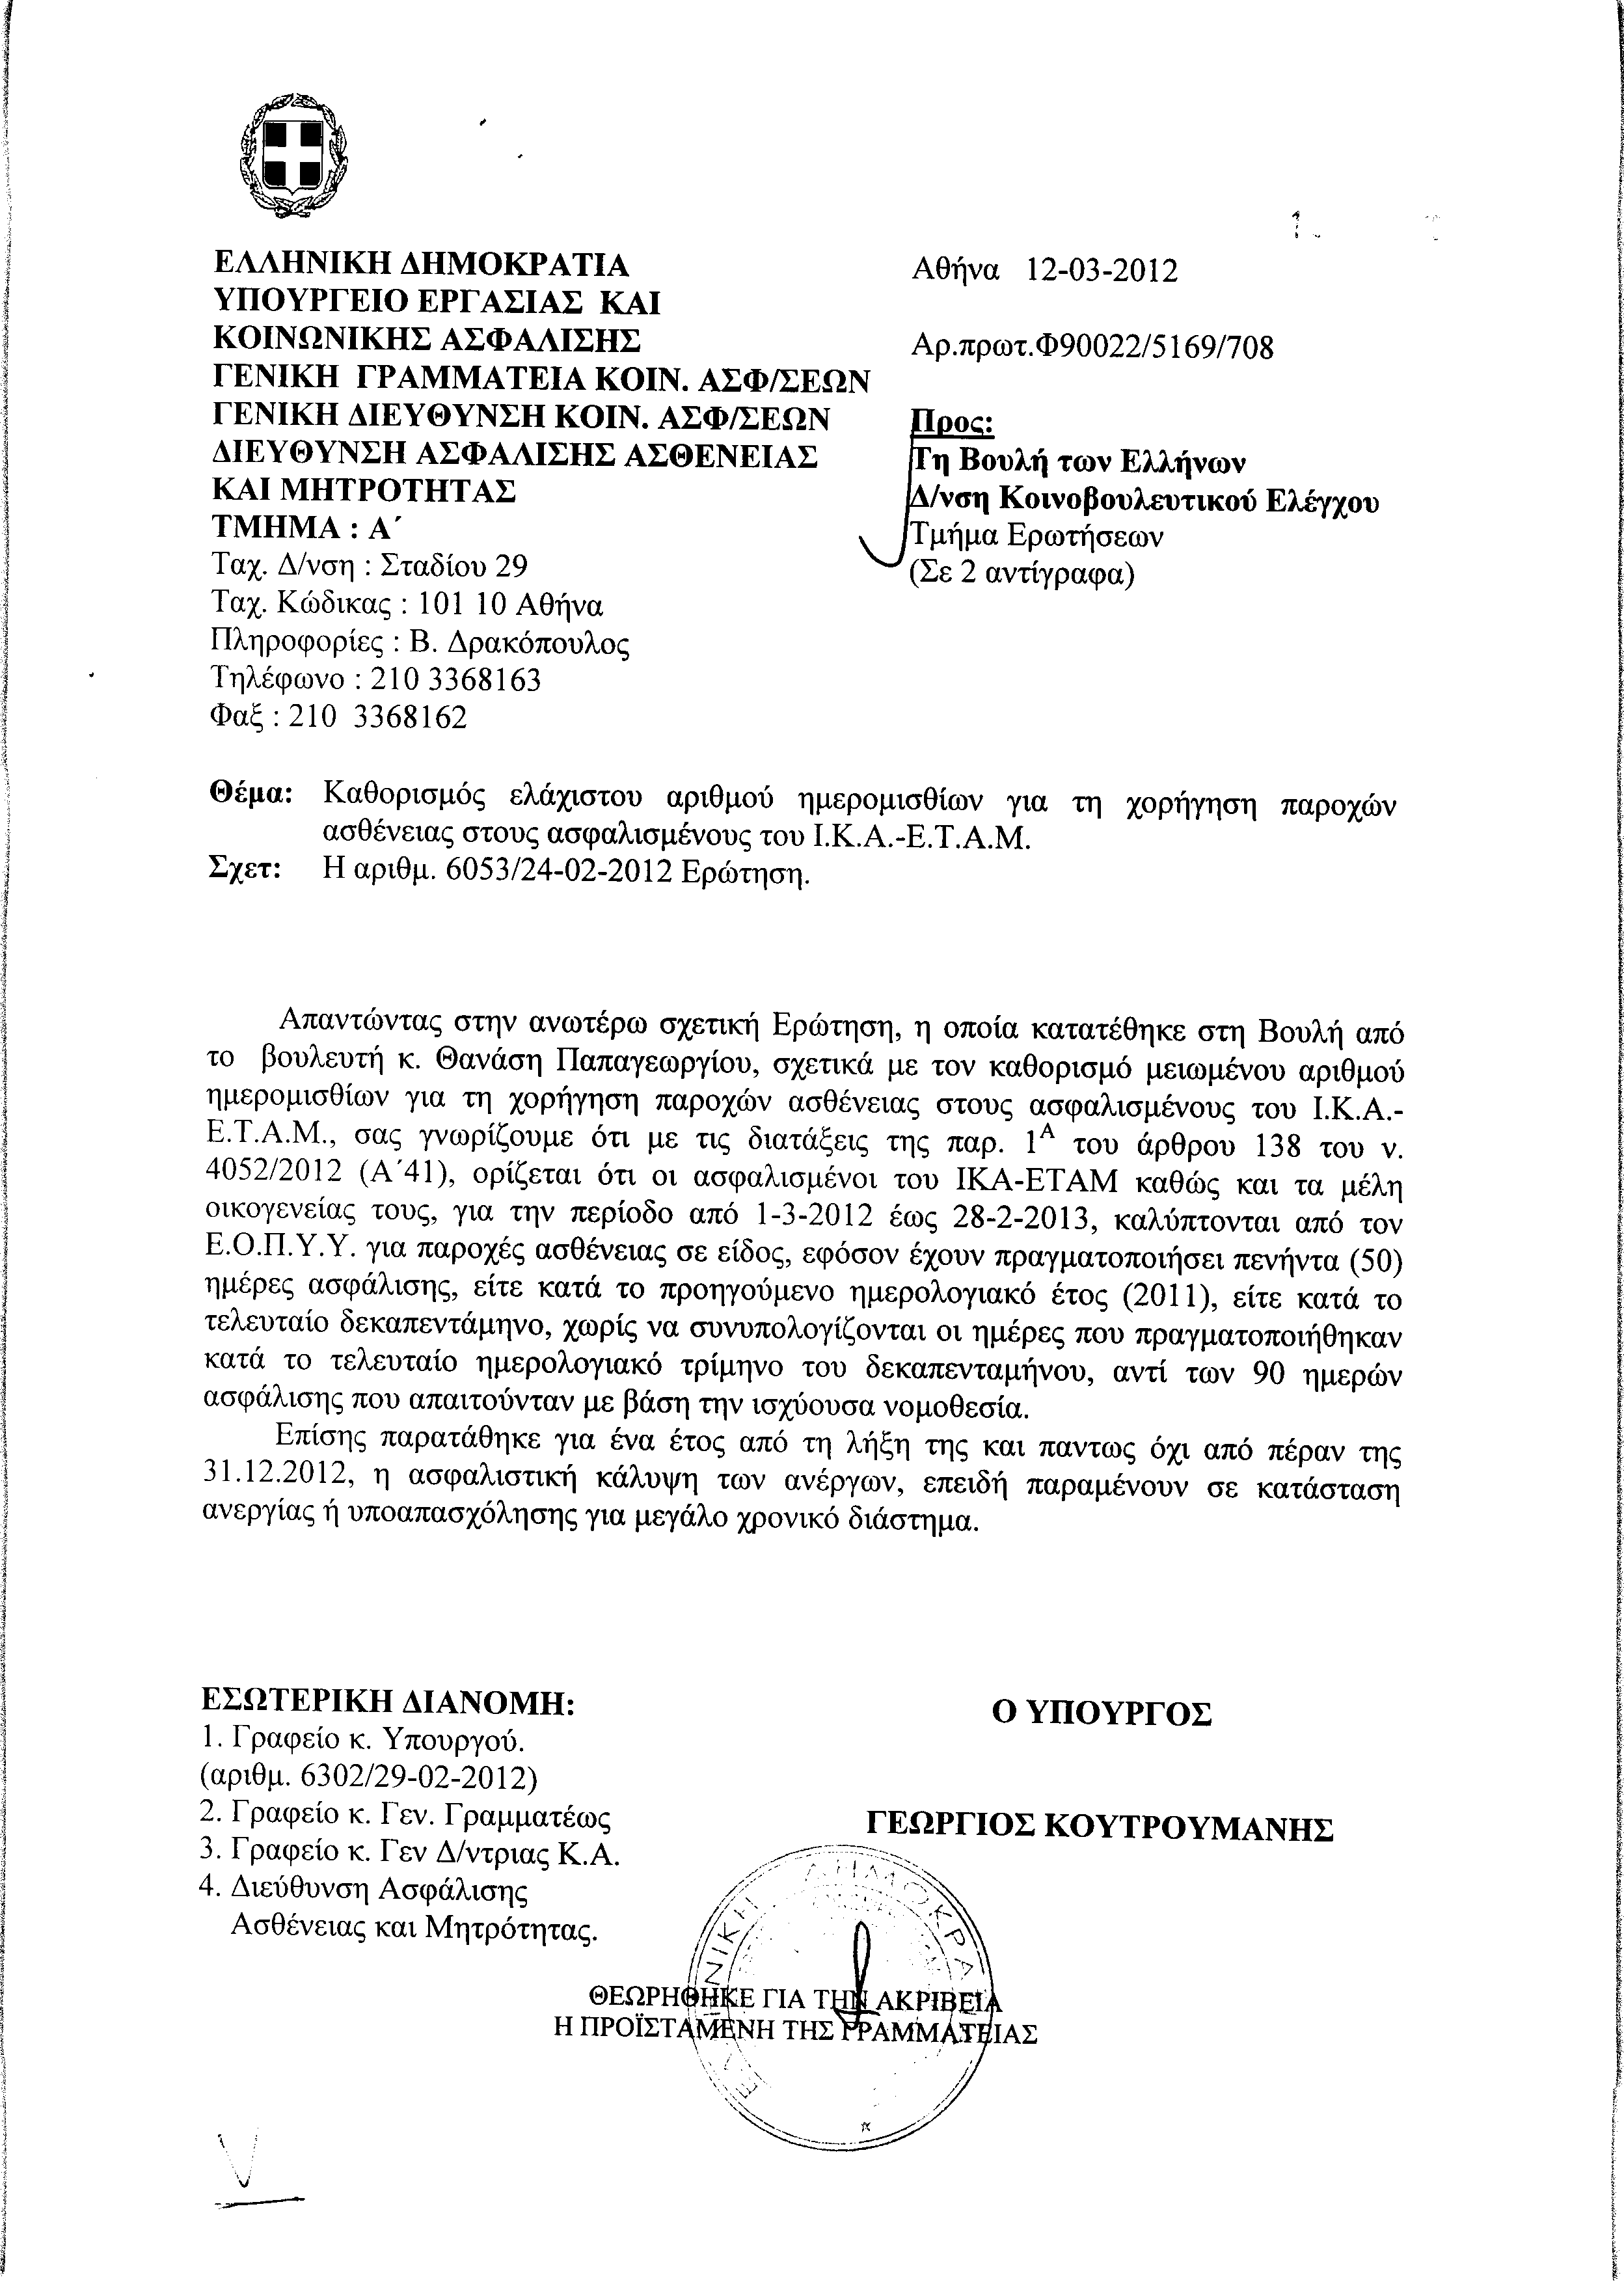 ΕΛΛΗΝΙΚΗ ΔΗΜΟΚΡΑΤΙΑ
ΥΠΟΥΡΓΕΙΟ ΕΡΓΑΣΙΑΣ ΚΑΙ
ΚΟΙΝΩΝΙΚΗΣ ΑΣΦΑΛΙΣΗΣ
ΓΕΝΙΚΗ ΓΡΑΜΜΑΤΕΙΑ ΚΟΙΝ. ΑΣΦ/ΣΕΩΝ
ΓΕΝΙΚΗ ΔΙΕΥΘΥΝΣΗ ΚΟΙΝ. ΑΣΦ/ΣΕΩΝ
ΔΙΕΥΘΥΝΣΗ ΑΣΦΑΛΙΣΗΣ ΑΣΘΕΝΕΙΑΣ
ΚΑΙ ΜΗΤΡΟΤΗΤΑΣ
ΤΜΗΜΑ : Α΄
Ταχ. Δ/νση : Σταδίου 29
Ταχ. Κώδικας : 101 10 Αθήνα
Πληροφορίες : Β. Δρακόπουλος
Τηλέφωνο : 210 3368163
Φαξ : 210 3368162
Αθήνα 12-03-2012
Αρ.πρωτ.Φ90022/5169/708
Προς:
Τη Βουλή των Ελλήνων
Δ/νση Κοινοβουλευτικού Ελέγχου
Τμήμα Ερωτήσεων
(Σε 2 αντίγραφα)
Θέμα: Καθορισμός ελάχιστου αριθμού ημερομισθίων για τη χορήγηση παροχών
ασθένειας στους ασφαλισμένους του Ι.Κ.Α.-Ε.Τ.Α.Μ.
Σχετ: Η αριθμ. 6053/24-02-2012 Ερώτηση.
Απαντώντας στην ανωτέρω σχετική Ερώτηση, η οποία κατατέθηκε στη Βουλή από
το βουλευτή κ. Θανάση Παπαγεωργίου, σχετικά με τον καθορισμό μειωμένου αριθμού
ημερομισθίων για τη χορήγηση παροχών ασθένειας στους ασφαλισμένους του Ι.Κ.Α.-
Ε.Τ.Α.Μ., σας γνωρίζουμε ότι με τις διατάξεις της παρ. 1Α του άρθρου 138 του ν.
4052/2012 (Α΄41), ορίζεται ότι οι ασφαλισμένοι του ΙΚΑ-ΕΤΑΜ καθώς και τα μέλη
οικογενείας τους, για την περίοδο από 1-3-2012 έως 28-2-2013, καλύπτονται από τον
Ε.Ο.Π.Υ.Υ. για παροχές ασθένειας σε είδος, εφόσον έχουν πραγματοποιήσει πενήντα (50)
ημέρες ασφάλισης, είτε κατά το προηγούμενο ημερολογιακό έτος (2011), είτε κατά το
τελευταίο δεκαπεντάμηνο, χωρίς να συνυπολογίζονται οι ημέρες που πραγματοποιήθηκαν
κατά το τελευταίο ημερολογιακό τρίμηνο του δεκαπενταμήνου, αντί των 90 ημερών
ασφάλισης που απαιτούνταν με βάση την ισχύουσα νομοθεσία.
Επίσης παρατάθηκε για ένα έτος από τη λήξη της και παντως όχι από πέραν της
31.12.2012, η ασφαλιστική κάλυψη των ανέργων, επειδή παραμένουν σε κατάσταση
ανεργίας ή υποαπασχόλησης για μεγάλο χρονικό διάστημα.
ΕΣΩΤΕΡΙΚΗ ΔΙΑΝΟΜΗ:
1. Γραφείο κ. Υπουργού.
(αριθμ. 6302/29-02-2012)
2. Γραφείο κ. Γεν. Γραμματέως
3. Γραφείο κ. Γεν Δ/ντριας Κ.Α.
4. Διεύθυνση Ασφάλισης
Ασθένειας και Μητρότητας.
Ο ΥΠΟΥΡΓΟΣ
ΓΕΩΡΓΙΟΣ ΚΟΥΤΡΟΥΜΑΝΗΣ
ΘΕΩΡΗΘΗΚΕ ΓΙΑ ΤΗΝ ΑΚΡΙΒΕΙΑ
Η ΠΡΟΪΣΤΑΜΕΝΗ ΤΗΣ ΓΡΑΜΜΑΤΕΙΑΣ